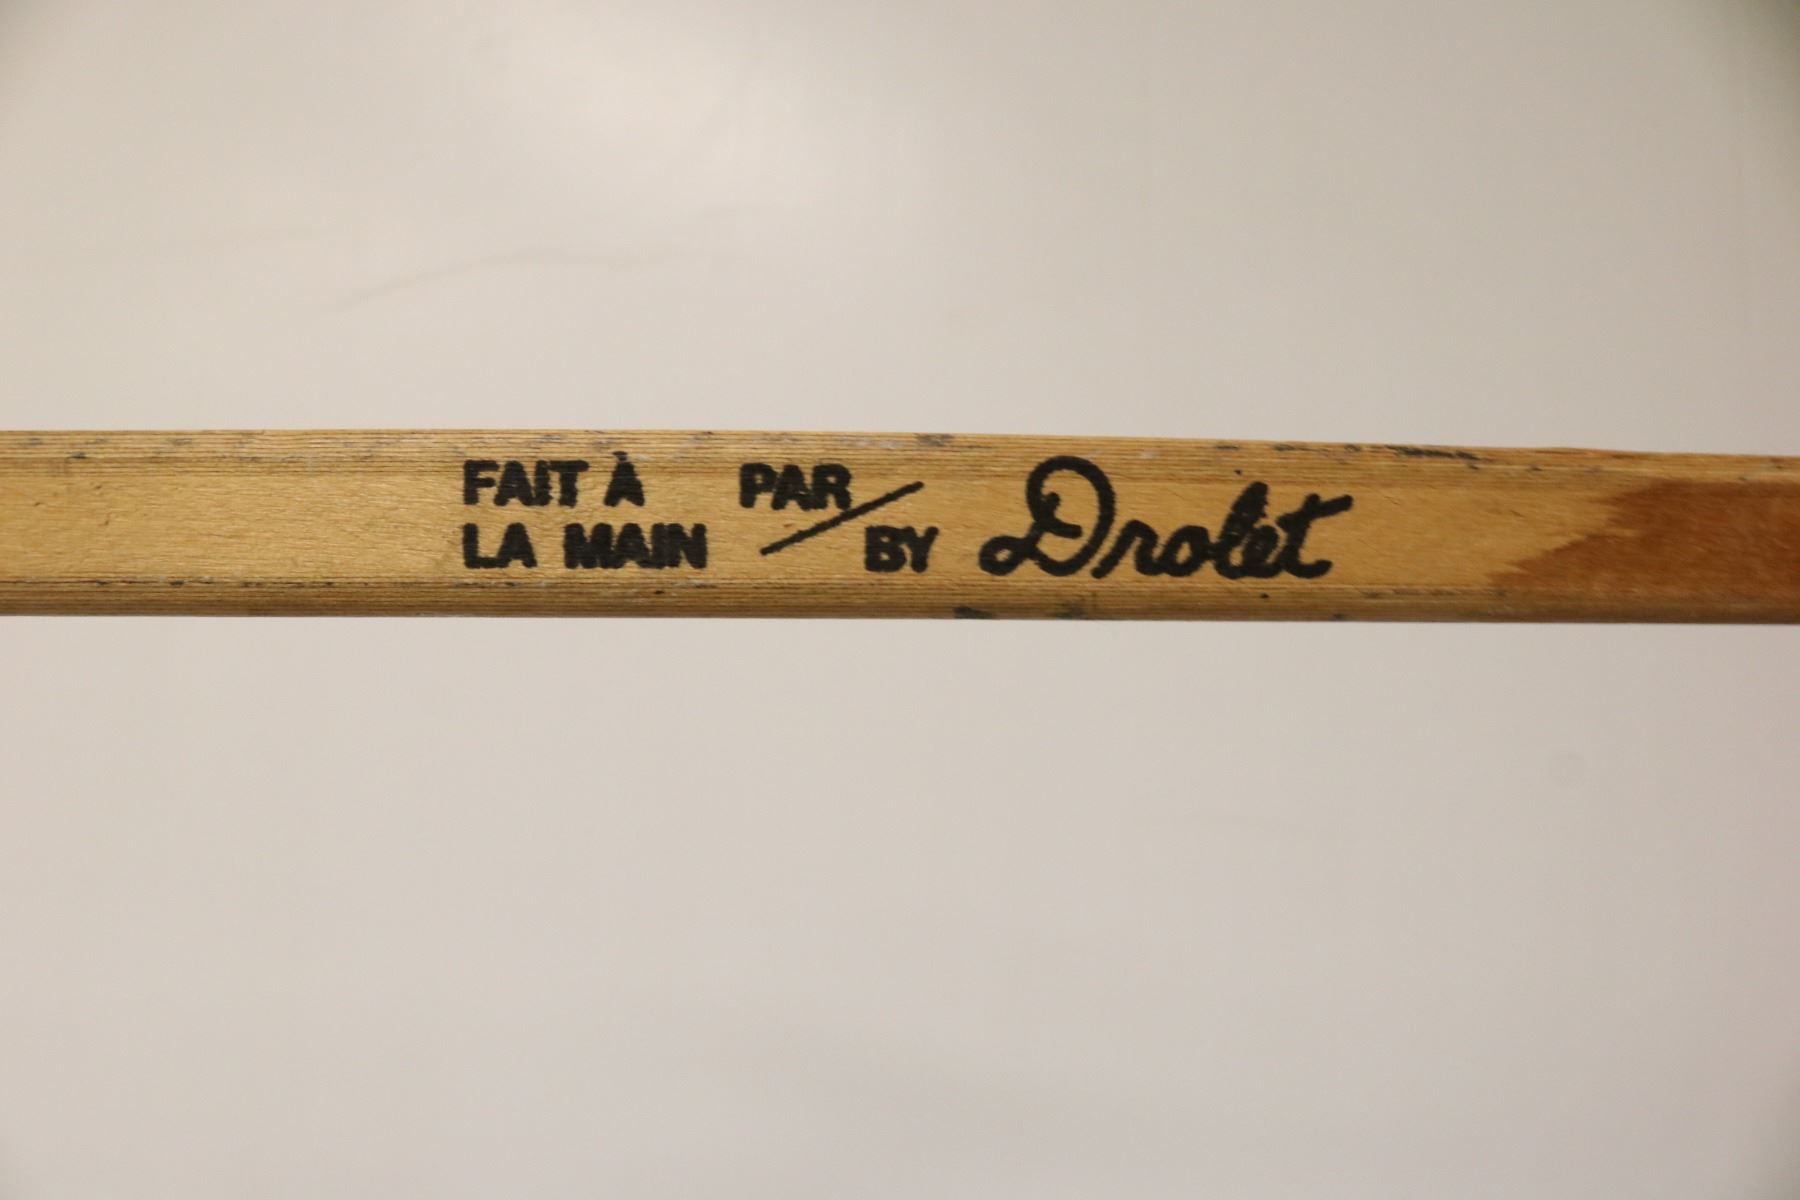 FAIT À PAR
LA MAIN / BY Drolet